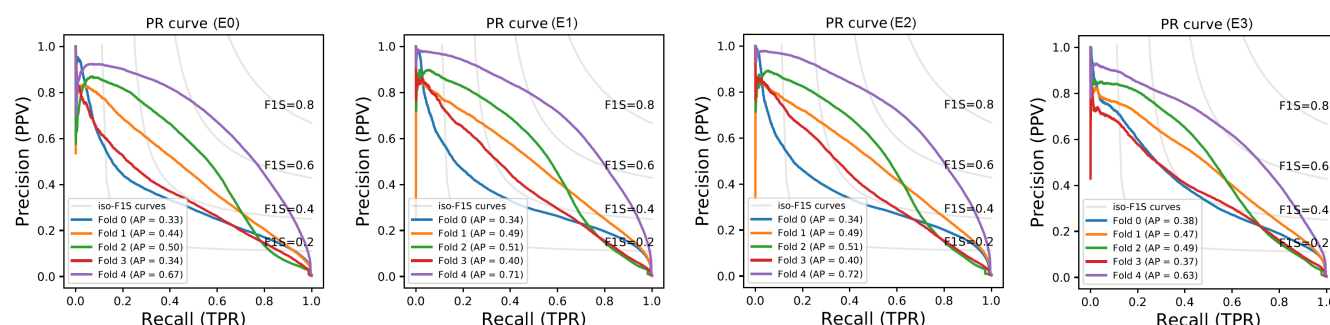 PR curve (E0)
1.0
0.8
0.6
0.4
0.2
0.0
Precision (PPV)
F1S=0.8
F1S=0.6
F1S=0.4
F1S=0.2
iso-F1S curves
Fold 0 (AP = 0.33)
Fold 1 (AP = 0.44)
Fold 2 (AP = 0.50)
Fold 3 (AP = 0.34)
Fold 4 (AP = 0.67)
0.0 0.2 0.4 0.6 0.8 1.0
Recall (TPR)
PR curve (E1)
1.0
0.8
0.6
0.4
0.2
0.0
Precision (PPV)
F1S=0.8
F1S=0.6
F1S=0.4
F1S=0.2
iso-F1S curves
Fold 0 (AP = 0.34)
Fold 1 (AP = 0.49)
Fold 2 (AP = 0.51)
Fold 3 (AP = 0.40)
Fold 4 (AP = 0.71)
0.0 0.2 0.4 0.6 0.8 1.0
Recall (TPR)
PR curve (E2)
1.0
0.8
0.6
0.4
0.2
0.0
Precision (PPV)
F1S=0.8
F1S=0.6
F1S=0.4
F1S=0.2
iso-F1S curves
Fold 0 (AP = 0.34)
Fold 1 (AP = 0.49)
Fold 2 (AP = 0.51)
Fold 3 (AP = 0.40)
Fold 4 (AP = 0.72)
0.0 0.2 0.4 0.6 0.8 1.0
Recall (TPR)
PR curve (E3)
1.0
0.8
0.6
0.4
0.2
0.0
Precision (PPV)
F1S=0.8
F1S=0.6
F1S=0.4
F1S=0.2
iso-F1S curves
Fold 0 (AP = 0.38)
Fold 1 (AP = 0.47)
Fold 2 (AP = 0.49)
Fold 3 (AP = 0.37)
Fold 4 (AP = 0.63)
0.0 0.2 0.4 0.6 0.8 1.0
Recall (TPR)